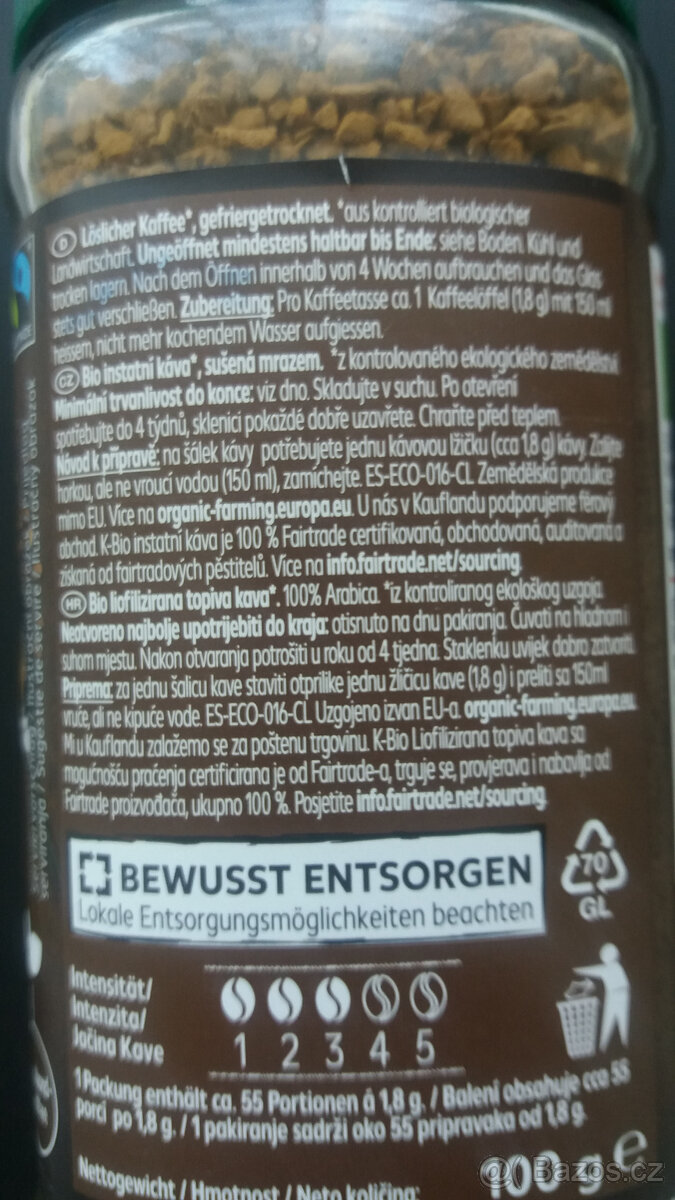 D Löslicher Kaffee*, gefriergetrocknet. *aus kontrolliert biologischer
Landwirtschaft. Ungeöffnet mindestens haltbar bis Ende: siehe Boden. Kühl und
trocken lagern. Nach dem Öffnen innerhalb von 4 Wochen aufbrauchen und das Glas
stets gut verschließen. Zubereitung: Pro Kaffeetasse ca. 1 Kaffeelöffel (1,8 g) mit 150 ml
heissem, nicht mehr kochendem Wasser aufgiessen.
CZ Bio instatní káva*, sušená mrazem. *z kontrolovaného ekologického zemědělství
Minimální trvanlivost do konce: viz dno. Skladujte v suchu. Po otevření
spotřebujte do 4 týdnů, sklenici pokaždé dobře uzavřete. Chraňte před teplem.
Návod k přípravě: na šálek kávy potřebujete jednu kávovou lžičku (cca 1,8 g) kávy. Zalijte
horkou, ale ne vroucí vodou (150 ml), zamíchejte. ES-ECO-016-CL Zemědělská produkce
mimo EU. Více na organic-farming.europa.eu. U nás v Kauflandu podporujeme férový
obchod. K-Bio instatní káva je 100 % Fairtrade certifikovaná, obchodovaná, auditovaná a
získaná od fairtradových pěstitelů. Více na info.fairtrade.net/sourcing
HR Bio liofilizirana topiva kava*. 100% Arabica. *iz kontroliranog ekološkog uzgoja.
Neotvoreno najbolje upotrijebiti do kraja: otisnuto na dnu pakiranja. Čuvati na hladnom i
suhom mjestu. Nakon otvaranja potrošiti u roku od 4 tjedna. Staklenku uvijek dobro zatvoriti.
Priprema: za jednu šalicu kave staviti otprilike jednu žličicu kave (1,8 g) i preliti sa 150ml
vruće, ali ne kipuće vode. ES-ECO-016-CL Uzgojeno izvan EU-a. organic-farming.europa.eu.
Mi u Kauflandu zalažemo se za poštenu trgovinu. K-Bio Liofilizirana topiva kava sa
mogućnošću praćenja certificirana je od Fairtrade-a, trguje se, provjerava i nabavlja od
Fairtrade proizvođača, ukupno 100 %. Posjetite info.fairtrade.net/sourcing
BEWUSST ENTSORGEN
Lokale Entsorgungsmöglichkeiten beachten
70
GL
Intensität/
Intenzita/
Jačina Kave
1 2 3 4 5
1 Packung enthält ca. 55 Portionen á 1,8 g. / Balení obsahuje cca 55
porcí po 1,8 g. / 1 pakiranje sadrži oko 55 pripravaka od 1,8 g.
Nettogewicht / Hmotnost / Neto količina:
100 g e
Bazos.cz